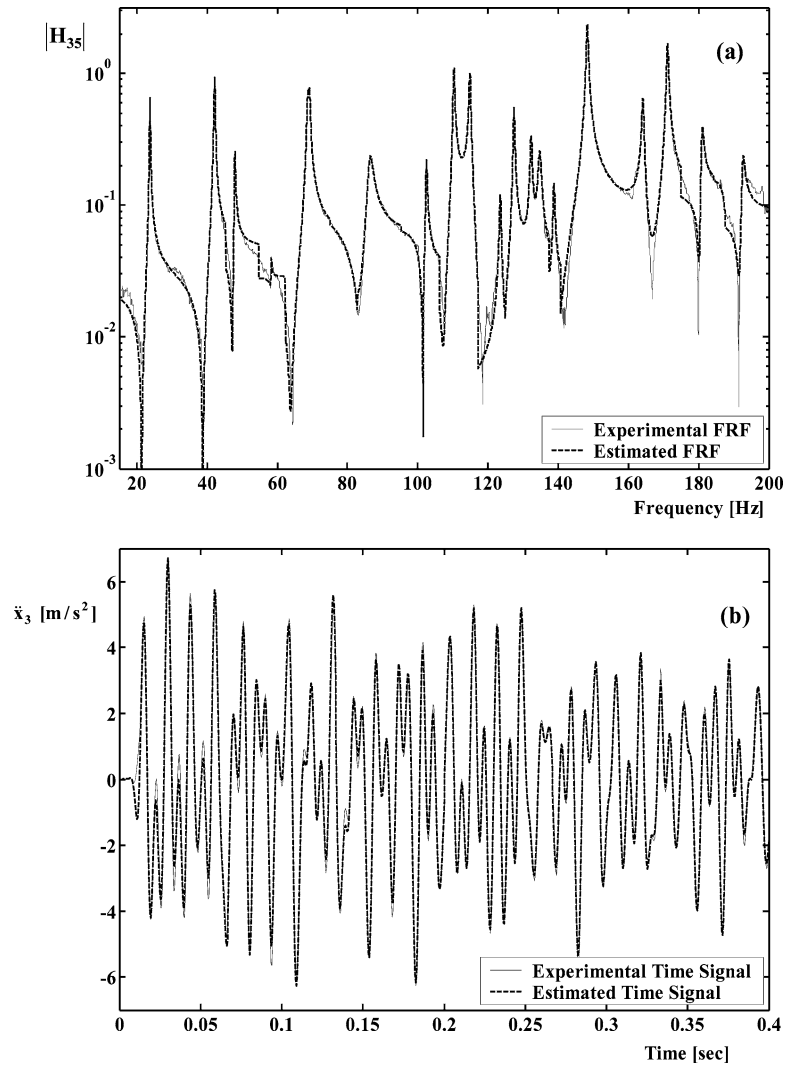 |H35|
(a)
10^0
10^-1
10^-2
10^-3
Experimental FRF
Estimated FRF
20 40 60 80 100 120 140 160 180 200
Frequency [Hz]
ẍ3 [m/s^2]
(b)
6
4
2
0
-2
-4
-6
Experimental Time Signal
Estimated Time Signal
0 0.05 0.1 0.15 0.2 0.25 0.3 0.35 0.4
Time [sec]